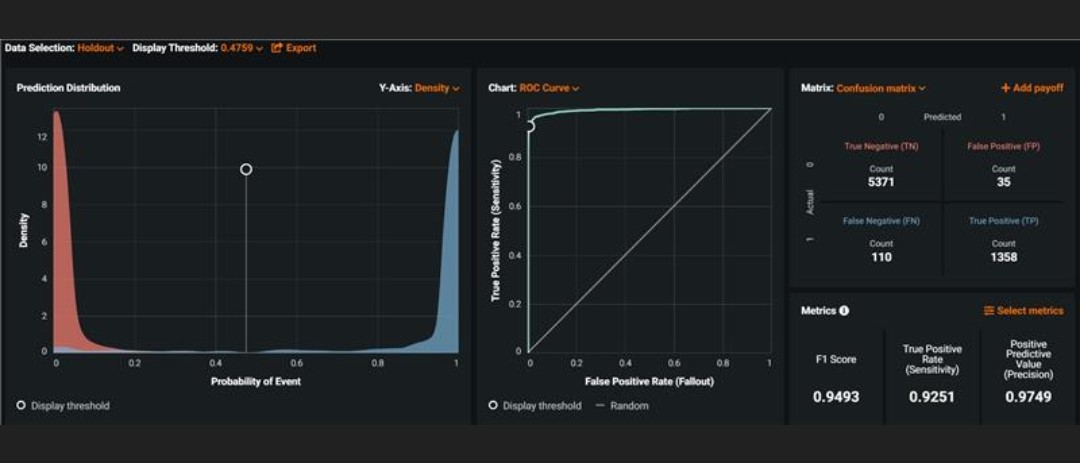 Data Selection: Holdout Display Threshold: 0.4759 Export
Prediction Distribution
Y-Axis: Density
12
10
8
6
4
2
0
Density
0 0.2 0.4 0.6 0.8 1
Probability of Event
Display threshold
Chart: ROC Curve
1
0.8
0.6
0.4
0.2
0
True Positive Rate (Sensitivity)
0 0.2 0.4 0.6 0.8 1
False Positive Rate (Fallout)
Display threshold — Random
Matrix: Confusion matrix
+ Add payoff
0 Predicted 1
Actual
0
1
True Negative (TN)
Count
5371
False Positive (FP)
Count
35
False Negative (FN)
Count
110
True Positive (TP)
Count
1358
Metrics
Select metrics
F1 Score
0.9493
True Positive
Rate
(Sensitivity)
0.9251
Positive
Predictive
Value
(Precision)
0.9749